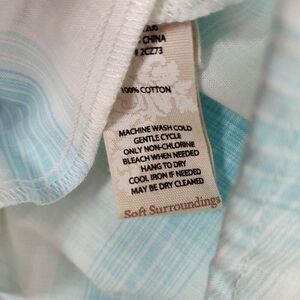 CHINA
2CZ73
100% COTTON
MACHINE WASH COLD
GENTLE CYCLE
ONLY NON-CHLORINE
BLEACH WHEN NEEDED
HANG TO DRY
COOL IRON IF NEEDED
MAY BE DRY CLEANED
Soft Surroundings